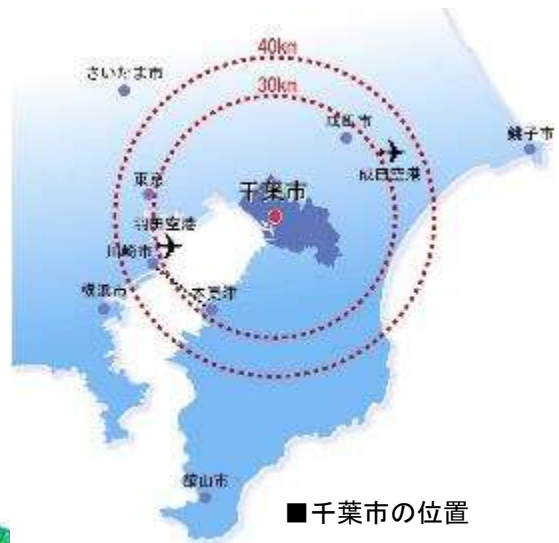 40km
さいたま市
30km
成田市
銚子市
成田空港
東京
千葉市
羽田空港
川崎市
横浜市
木更津
館山市
■千葉市の位置